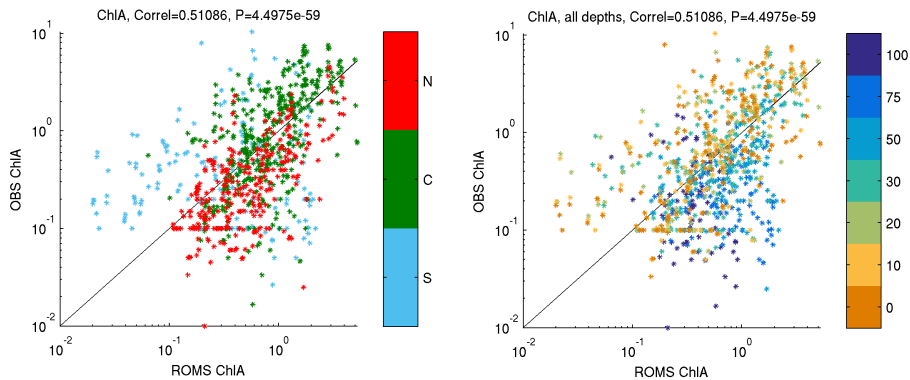 ChlA, Correl=0.51086, P=4.4975e-59
10^1
10^0
10^-1
10^-2
OBS ChlA
10^-2
10^-1
10^0
ROMS ChlA
N
C
S
ChlA, all depths, Correl=0.51086, P=4.4975e-59
10^1
10^0
10^-1
10^-2
OBS ChlA
10^-2
10^-1
10^0
ROMS ChlA
100
75
50
30
20
10
0